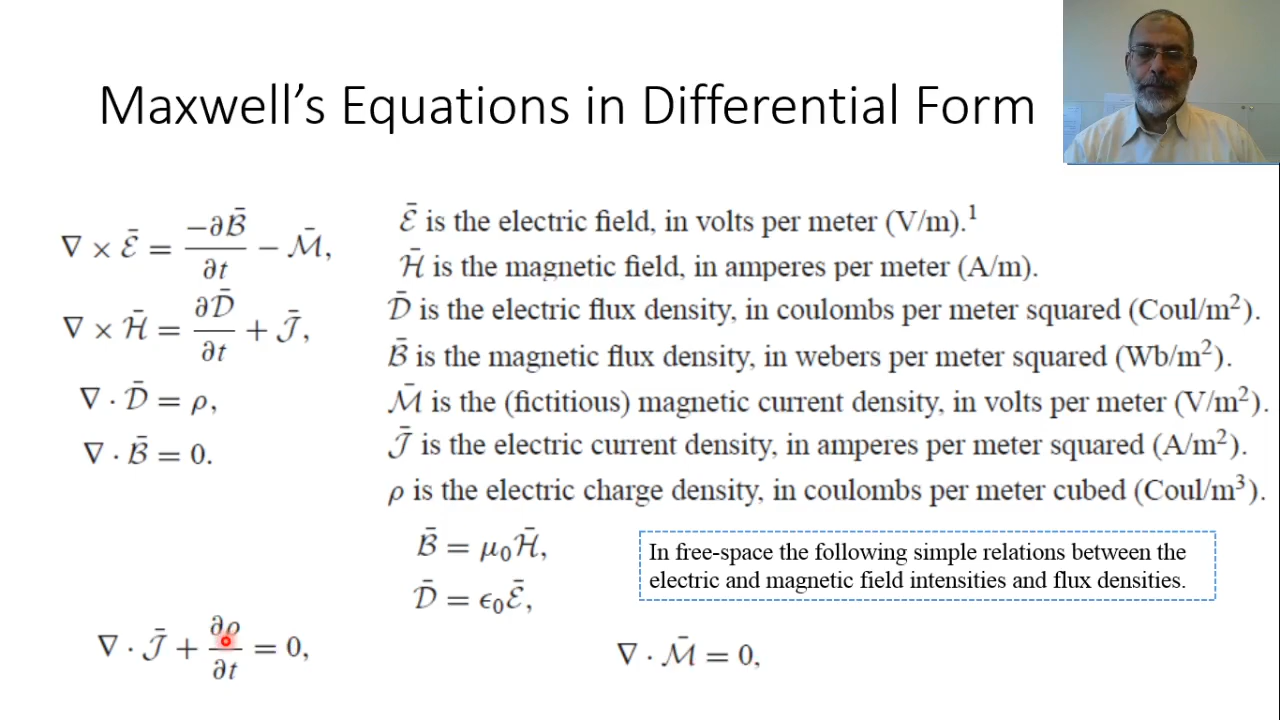 Maxwell's Equations in Differential Form
∇ × ℰ̄ = −∂ℬ̄/∂t − ℳ̄,
∇ × ℋ̄ = ∂𝒟̄/∂t + 𝒥̄,
∇ · 𝒟̄ = ρ,
∇ · ℬ̄ = 0.
ℰ̄ is the electric field, in volts per meter (V/m).¹
ℋ̄ is the magnetic field, in amperes per meter (A/m).
𝒟̄ is the electric flux density, in coulombs per meter squared (Coul/m²).
ℬ̄ is the magnetic flux density, in webers per meter squared (Wb/m²).
ℳ̄ is the (fictitious) magnetic current density, in volts per meter (V/m²).
𝒥̄ is the electric current density, in amperes per meter squared (A/m²).
ρ is the electric charge density, in coulombs per meter cubed (Coul/m³).
ℬ̄ = μ₀ℋ̄,
𝒟̄ = ϵ₀ℰ̄,
In free-space the following simple relations between the
electric and magnetic field intensities and flux densities.
∇ · 𝒥̄ + ∂ρ/∂t = 0,
∇ · ℳ̄ = 0,